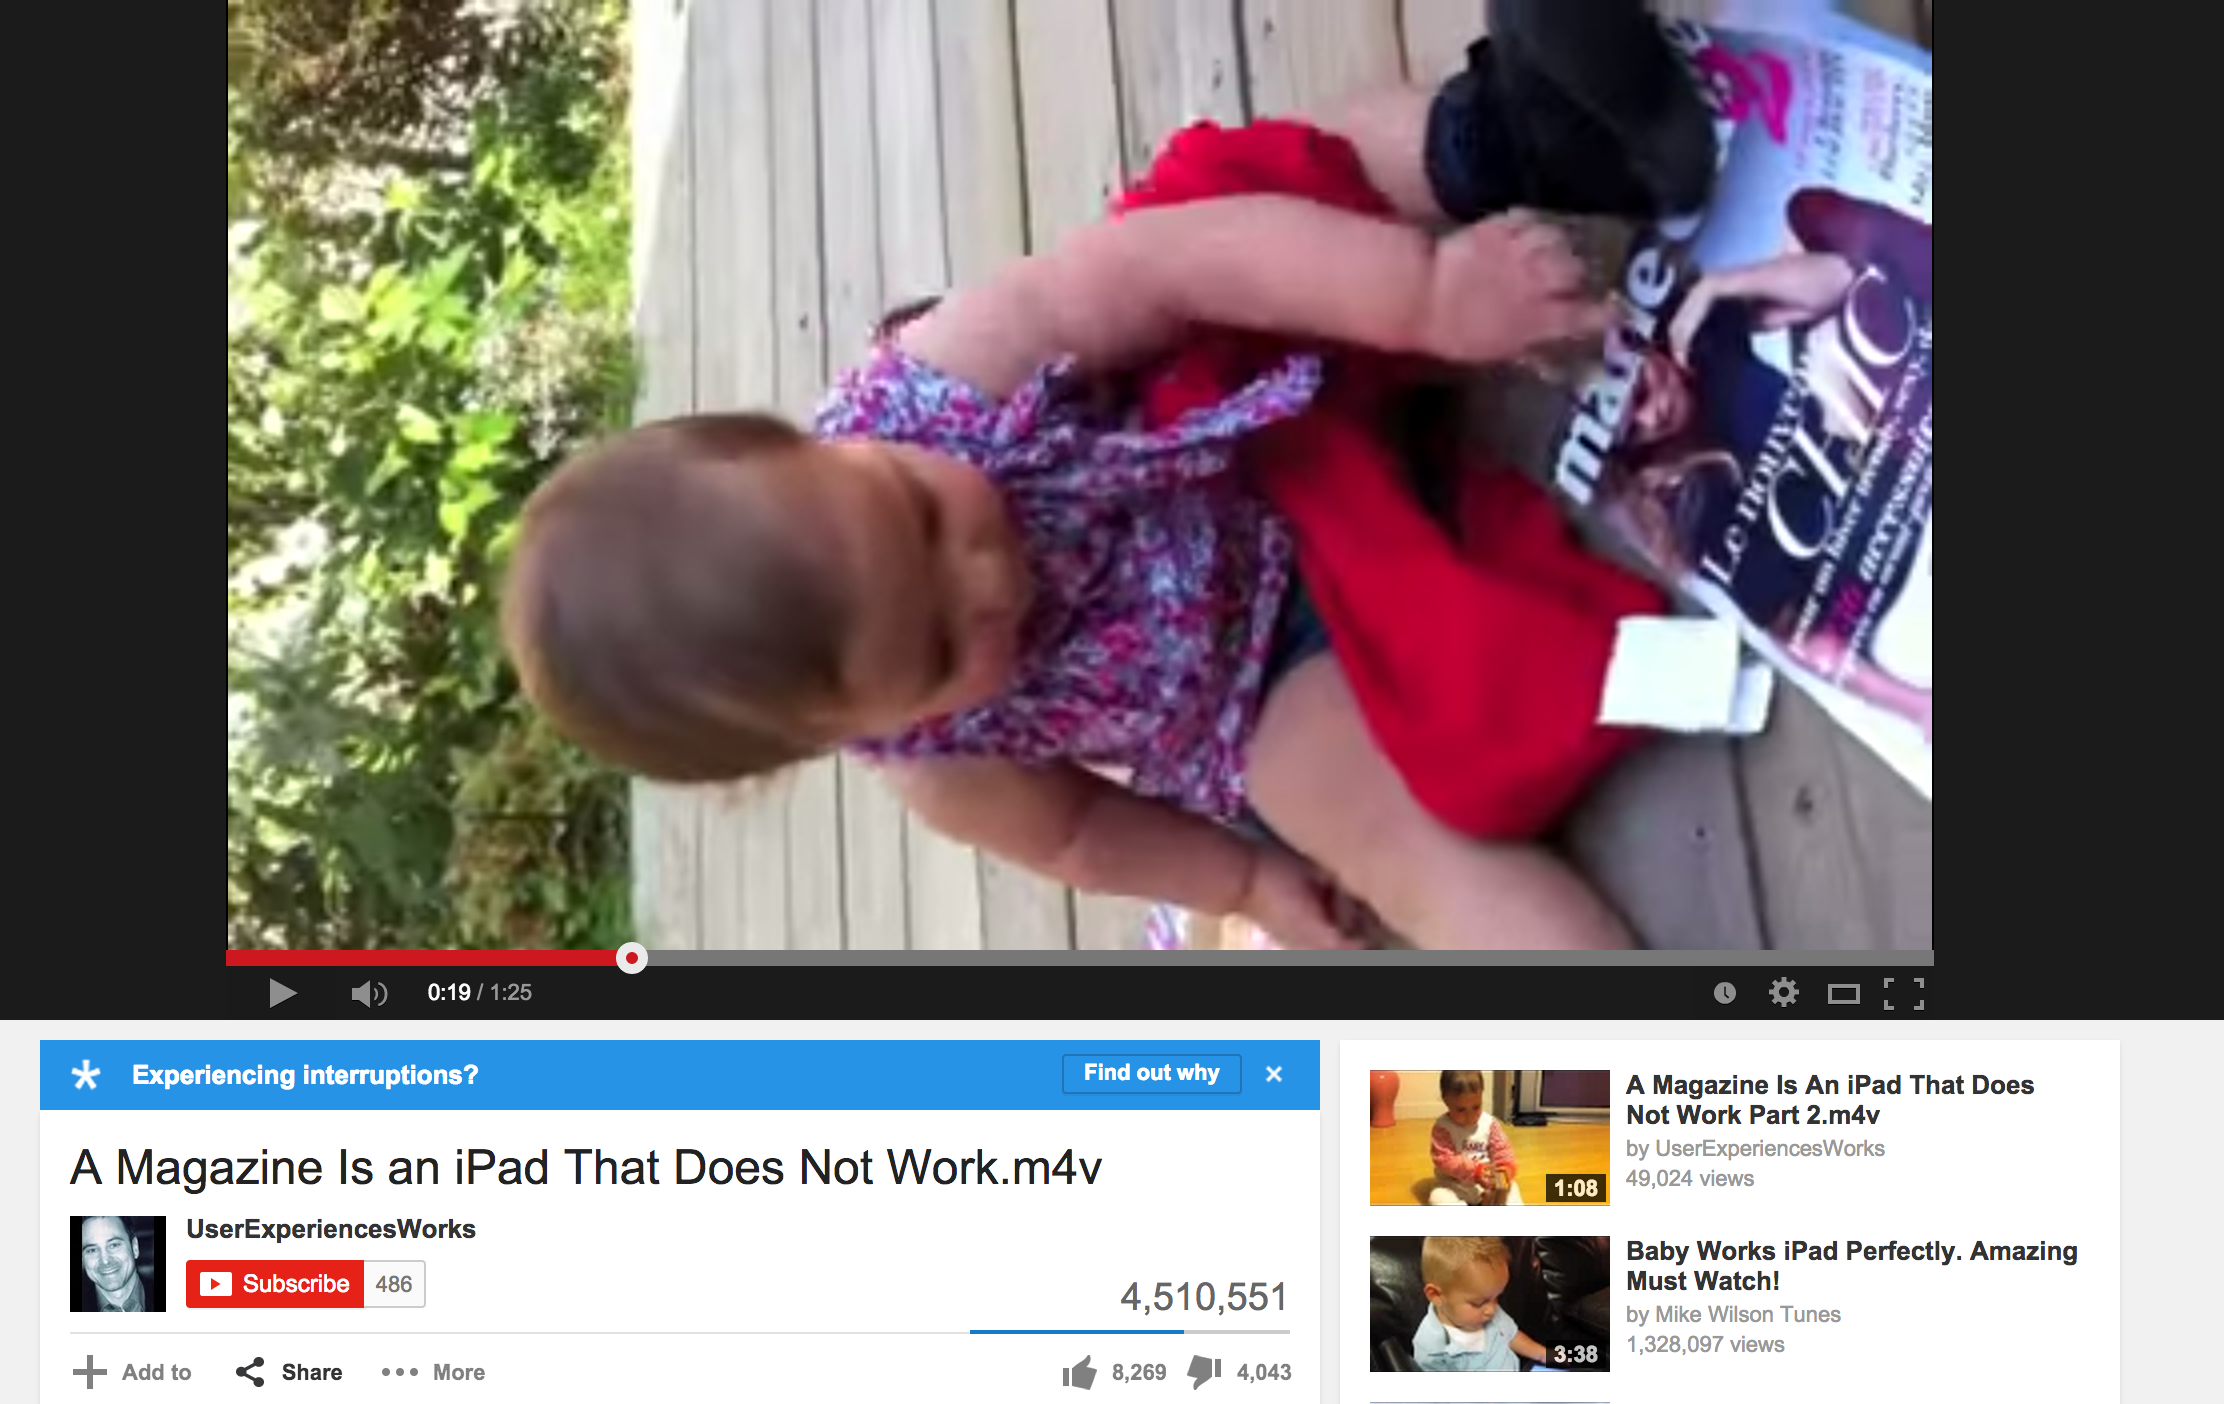 marie
Le nouveau
CHIC
0:19 / 1:25
Experiencing interruptions?
Find out why
A Magazine Is an iPad That Does Not Work.m4v
UserExperiencesWorks
Subscribe 486
4,510,551
Add to
Share
More
8,269
4,043
1:08
A Magazine Is An iPad That Does
Not Work Part 2.m4v
by UserExperiencesWorks
49,024 views
3:38
Baby Works iPad Perfectly. Amazing
Must Watch!
by Mike Wilson Tunes
1,328,097 views